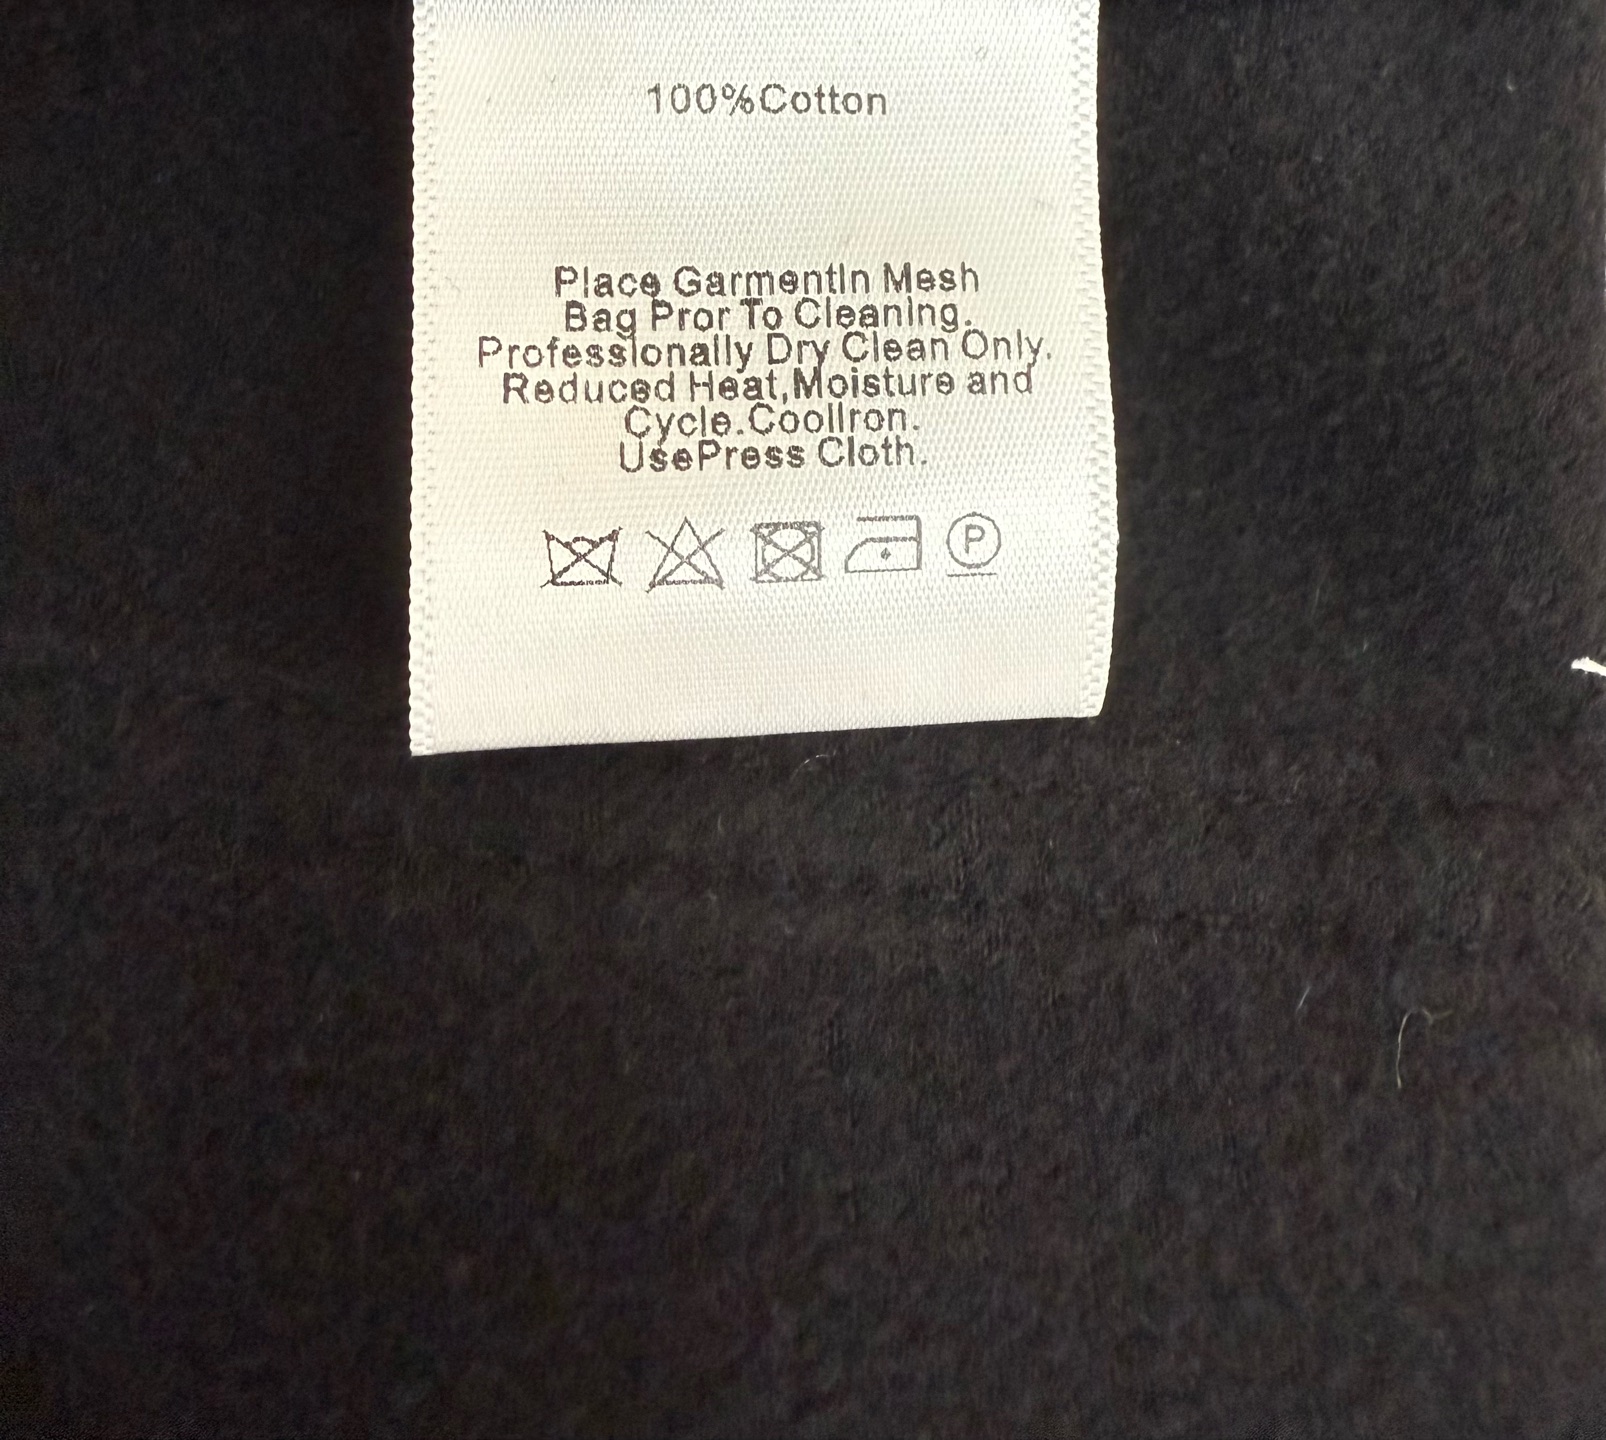 100%Cotton
Place GarmentIn Mesh
Bag Pror To Cleaning.
Professionally Dry Clean Only.
Reduced Heat,Moisture and
Cycle.CoolIron.
UsePress Cloth.
P